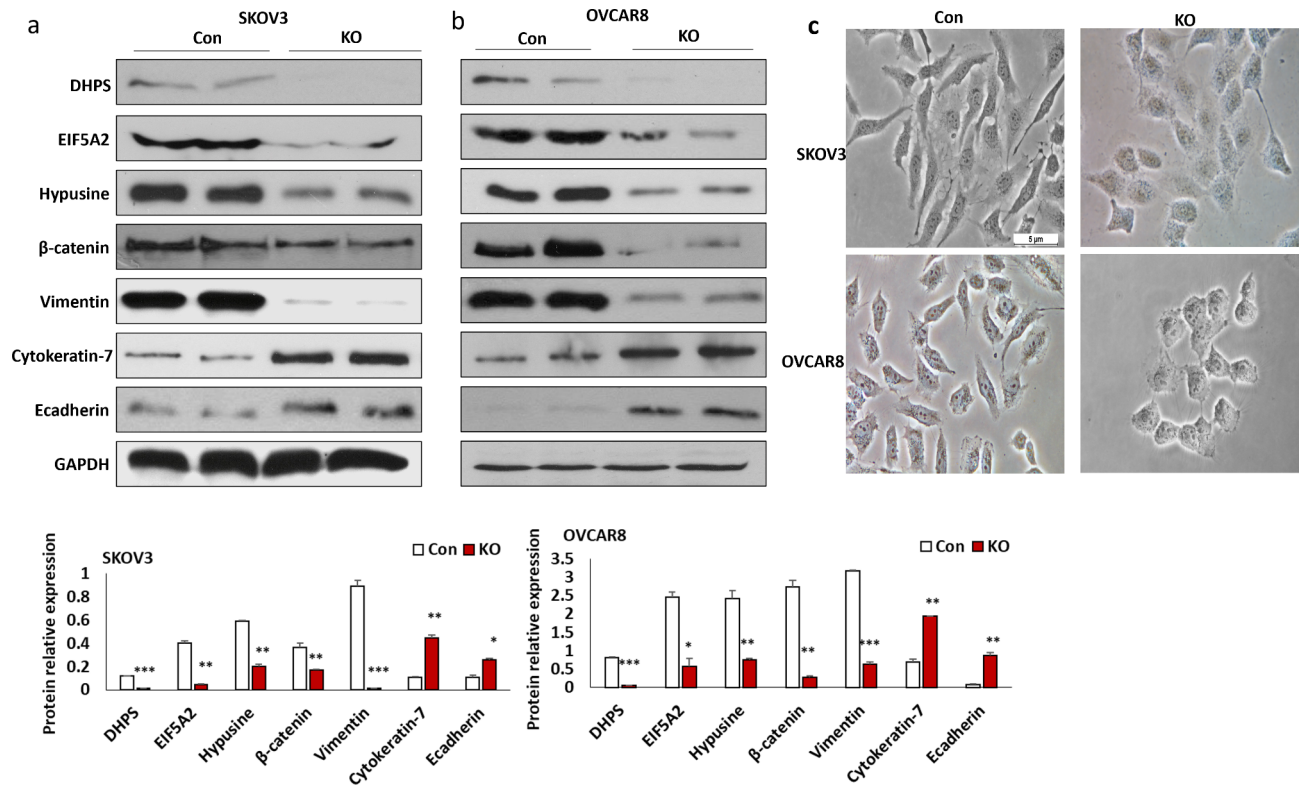 a
SKOV3
Con KO
DHPS
EIF5A2
Hypusine
β-catenin
Vimentin
Cytokeratin-7
Ecadherin
GAPDH
b
OVCAR8
Con KO
c
Con KO
SKOV3
5 µm
OVCAR8
Protein relative expression
SKOV3
Con KO
1
0.8
0.6
0.4
0.2
0
*** ** ** ** *** ** *
DHPS
EIF5A2
Hypusine
β-catenin
Vimentin
Cytokeratin-7
Ecadherin
Protein relative expression
OVCAR8
Con KO
3.5
3
2.5
2
1.5
1
0.5
0
*** * ** ** *** ** **
DHPS
EIF5A2
Hypusine
β-catenin
Vimentin
Cytokeratin-7
Ecadherin